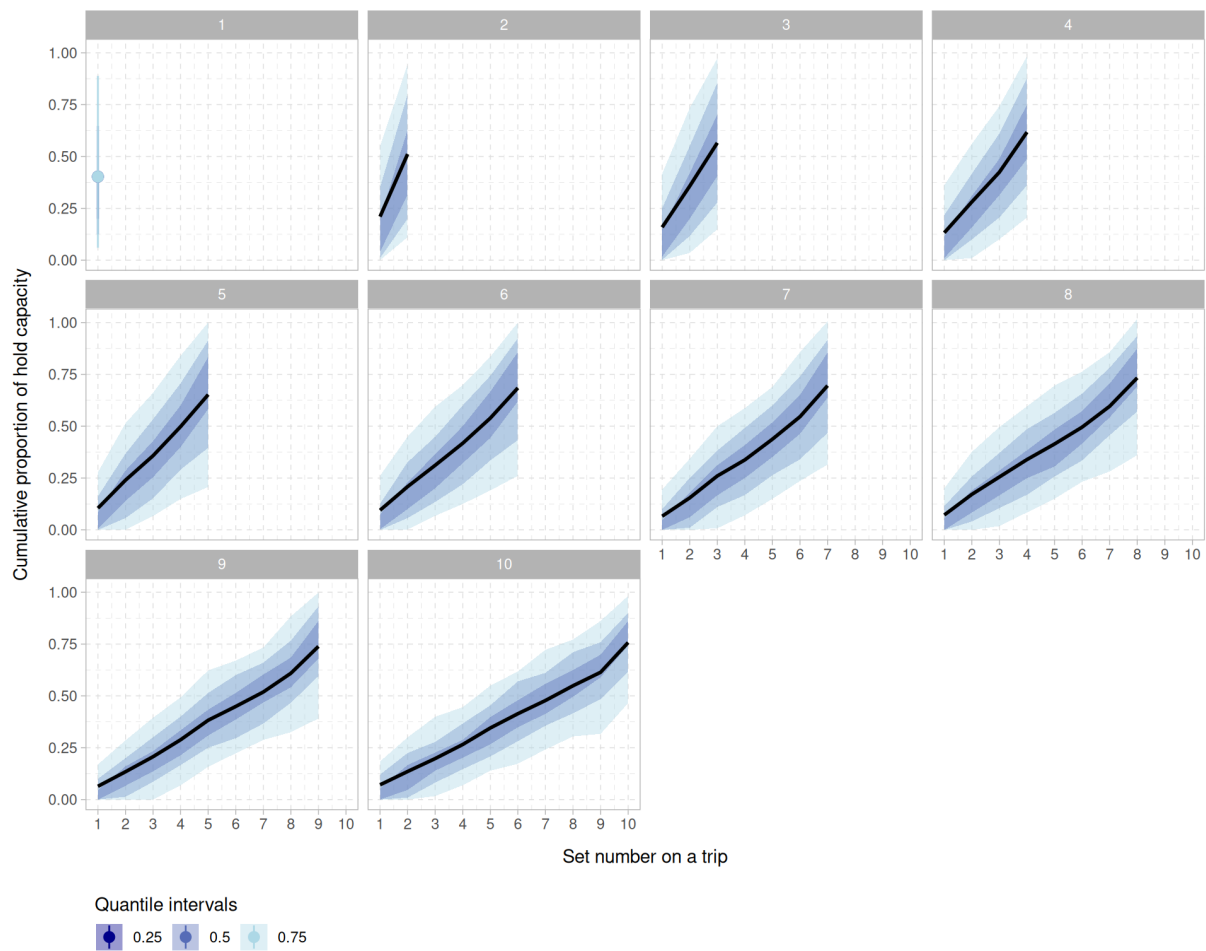 1 2 3 4
1.00
0.75
0.50
0.25
0.00
5 6 7 8
1.00
0.75
0.50
0.25
0.00
1 2 3 4 5 6 7 8 9 10 1 2 3 4 5 6 7 8 9 10
9 10
1.00
0.75
0.50
0.25
0.00
1 2 3 4 5 6 7 8 9 10 1 2 3 4 5 6 7 8 9 10
Cumulative proportion of hold capacity
Set number on a trip
Quantile intervals
0.25 0.5 0.75